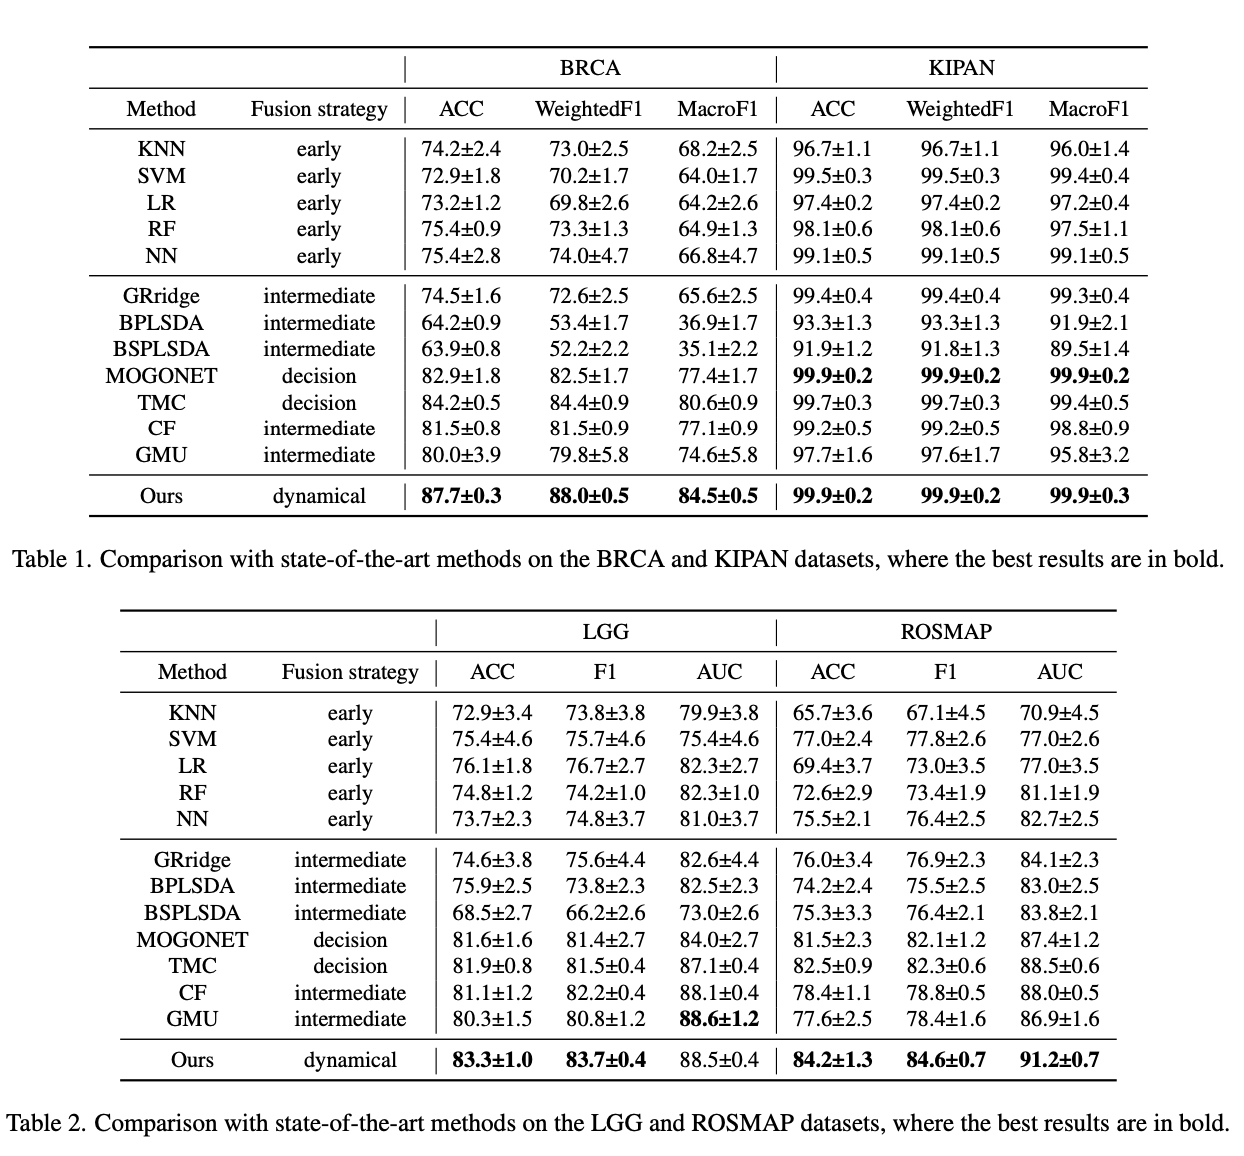 BRCA KIPAN
Method Fusion strategy ACC WeightedF1 MacroF1 ACC WeightedF1 MacroF1
KNN early 74.2±2.4 73.0±2.5 68.2±2.5 96.7±1.1 96.7±1.1 96.0±1.4
SVM early 72.9±1.8 70.2±1.7 64.0±1.7 99.5±0.3 99.5±0.3 99.4±0.4
LR early 73.2±1.2 69.8±2.6 64.2±2.6 97.4±0.2 97.4±0.2 97.2±0.4
RF early 75.4±0.9 73.3±1.3 64.9±1.3 98.1±0.6 98.1±0.6 97.5±1.1
NN early 75.4±2.8 74.0±4.7 66.8±4.7 99.1±0.5 99.1±0.5 99.1±0.5
GRridge intermediate 74.5±1.6 72.6±2.5 65.6±2.5 99.4±0.4 99.4±0.4 99.3±0.4
BPLSDA intermediate 64.2±0.9 53.4±1.7 36.9±1.7 93.3±1.3 93.3±1.3 91.9±2.1
BSPLSDA intermediate 63.9±0.8 52.2±2.2 35.1±2.2 91.9±1.2 91.8±1.3 89.5±1.4
MOGONET decision 82.9±1.8 82.5±1.7 77.4±1.7 99.9±0.2 99.9±0.2 99.9±0.2
TMC decision 84.2±0.5 84.4±0.9 80.6±0.9 99.7±0.3 99.7±0.3 99.4±0.5
CF intermediate 81.5±0.8 81.5±0.9 77.1±0.9 99.2±0.5 99.2±0.5 98.8±0.9
GMU intermediate 80.0±3.9 79.8±5.8 74.6±5.8 97.7±1.6 97.6±1.7 95.8±3.2
Ours dynamical 87.7±0.3 88.0±0.5 84.5±0.5 99.9±0.2 99.9±0.2 99.9±0.3
Table 1. Comparison with state-of-the-art methods on the BRCA and KIPAN datasets, where the best results are in bold.
LGG ROSMAP
Method Fusion strategy ACC F1 AUC ACC F1 AUC
KNN early 72.9±3.4 73.8±3.8 79.9±3.8 65.7±3.6 67.1±4.5 70.9±4.5
SVM early 75.4±4.6 75.7±4.6 75.4±4.6 77.0±2.4 77.8±2.6 77.0±2.6
LR early 76.1±1.8 76.7±2.7 82.3±2.7 69.4±3.7 73.0±3.5 77.0±3.5
RF early 74.8±1.2 74.2±1.0 82.3±1.0 72.6±2.9 73.4±1.9 81.1±1.9
NN early 73.7±2.3 74.8±3.7 81.0±3.7 75.5±2.1 76.4±2.5 82.7±2.5
GRridge intermediate 74.6±3.8 75.6±4.4 82.6±4.4 76.0±3.4 76.9±2.3 84.1±2.3
BPLSDA intermediate 75.9±2.5 73.8±2.3 82.5±2.3 74.2±2.4 75.5±2.5 83.0±2.5
BSPLSDA intermediate 68.5±2.7 66.2±2.6 73.0±2.6 75.3±3.3 76.4±2.1 83.8±2.1
MOGONET decision 81.6±1.6 81.4±2.7 84.0±2.7 81.5±2.3 82.1±1.2 87.4±1.2
TMC decision 81.9±0.8 81.5±0.4 87.1±0.4 82.5±0.9 82.3±0.6 88.5±0.6
CF intermediate 81.1±1.2 82.2±0.4 88.1±0.4 78.4±1.1 78.8±0.5 88.0±0.5
GMU intermediate 80.3±1.5 80.8±1.2 88.6±1.2 77.6±2.5 78.4±1.6 86.9±1.6
Ours dynamical 83.3±1.0 83.7±0.4 88.5±0.4 84.2±1.3 84.6±0.7 91.2±0.7
Table 2. Comparison with state-of-the-art methods on the LGG and ROSMAP datasets, where the best results are in bold.